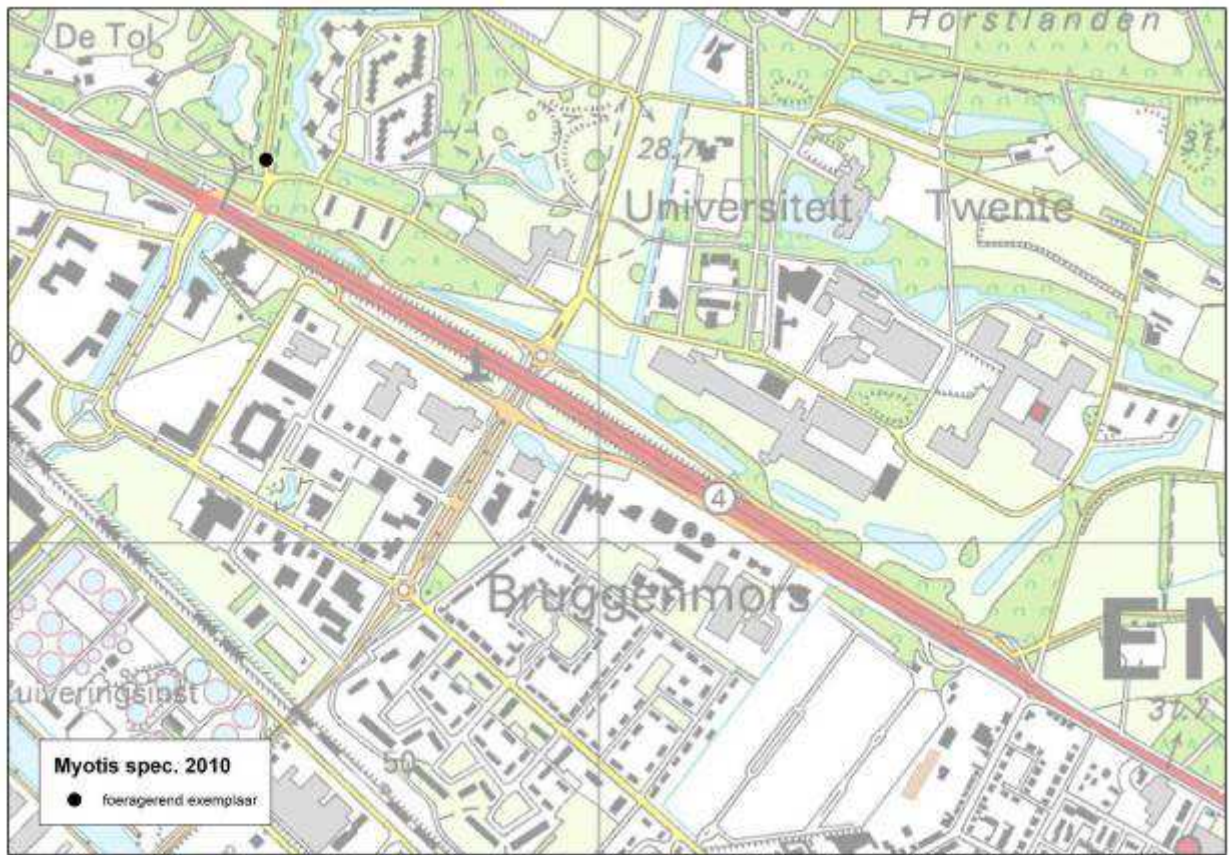 De Tol
Horstlanden
28.7
Universiteit Twente
4
Bruggenmors
EN
uiveringsinst
31.7
50
Myotis spec. 2010
foeragerend exemplaar